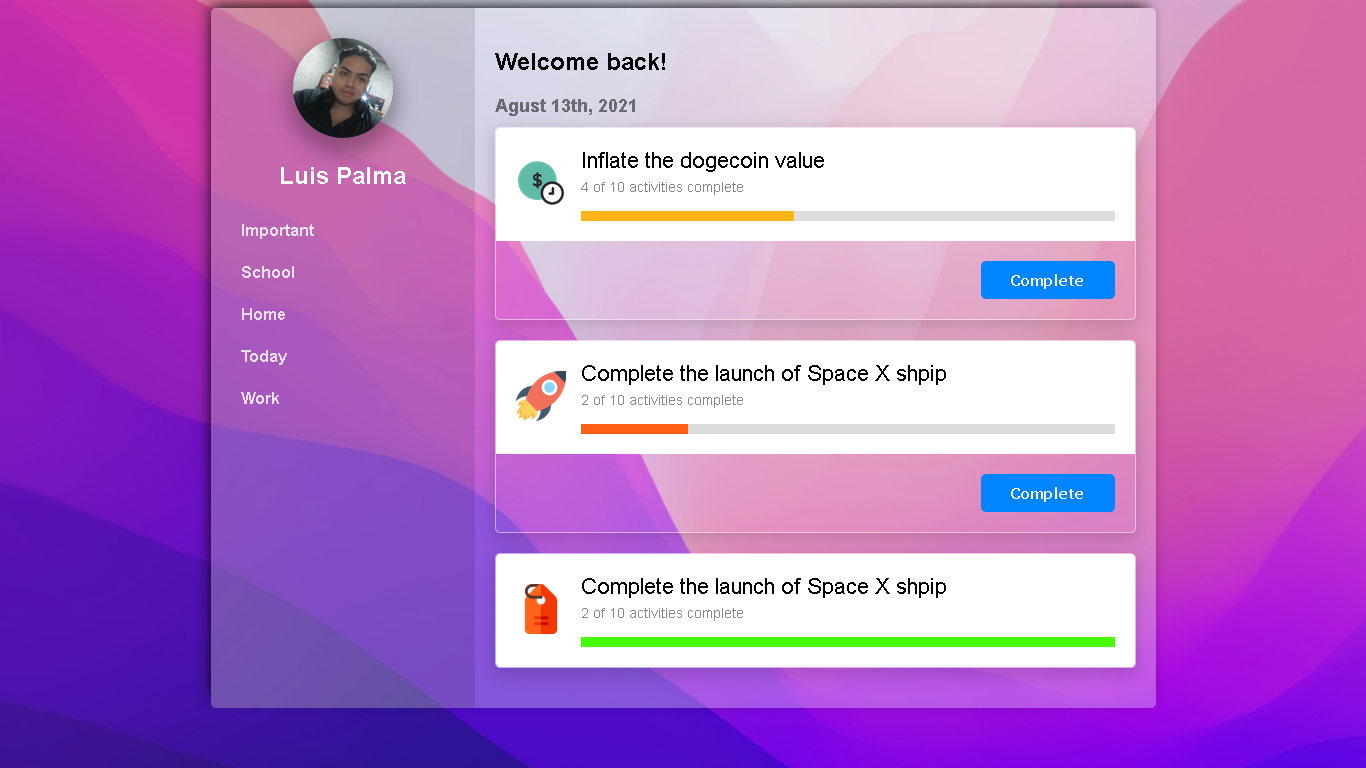 Luis Palma
Important
School
Home
Today
Work
Welcome back!
Agust 13th, 2021
Inflate the dogecoin value
4 of 10 activities complete
Complete
Complete the launch of Space X shpip
2 of 10 activities complete
Complete
Complete the launch of Space X shpip
2 of 10 activities complete